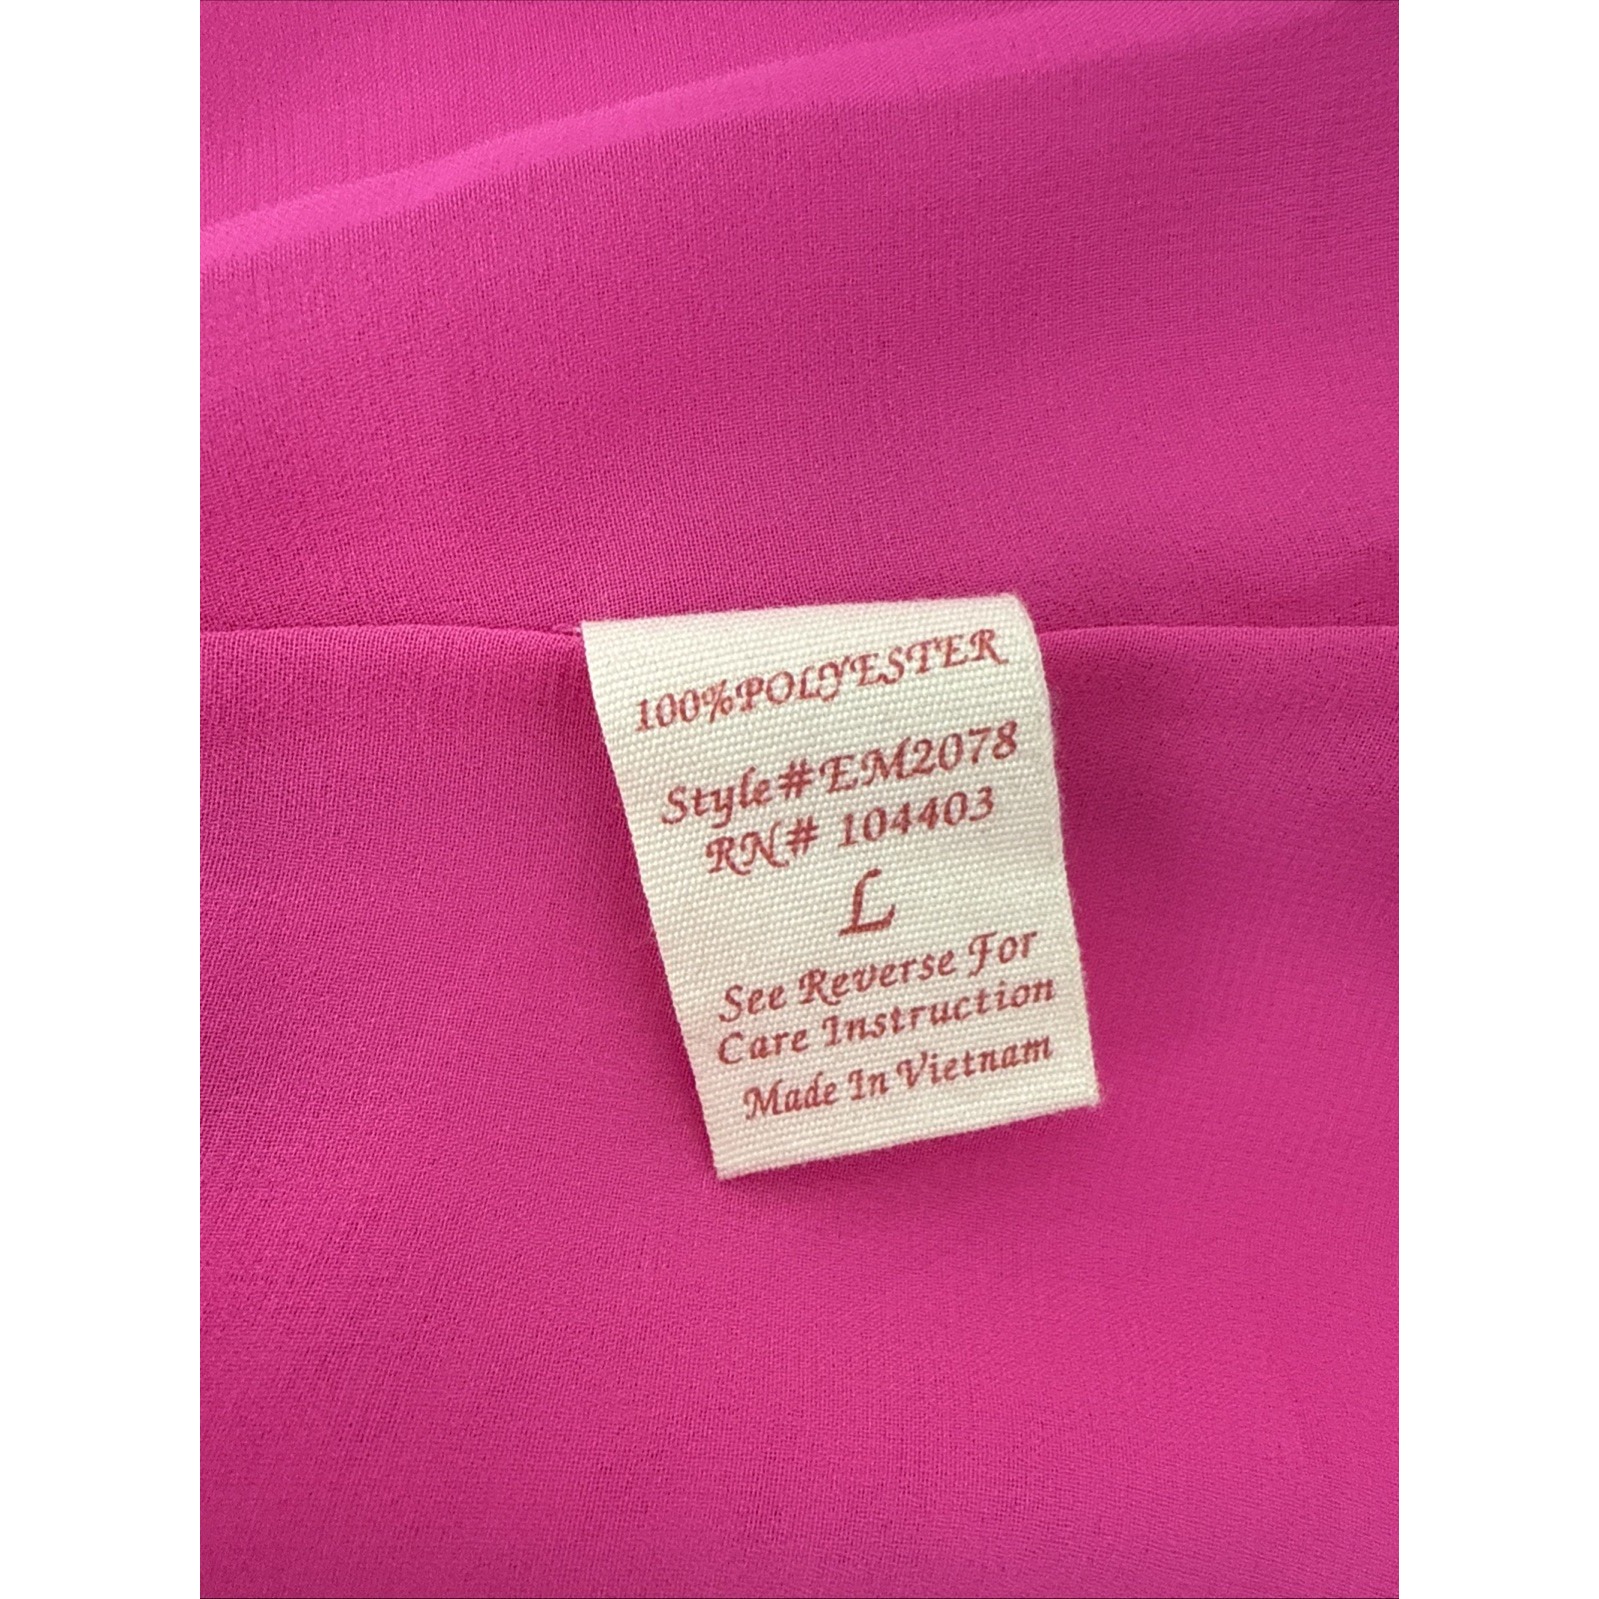 100%POLYESTER
Style#EM2078
RN# 104403
L
See Reverse For
Care Instruction
Made In Vietnam